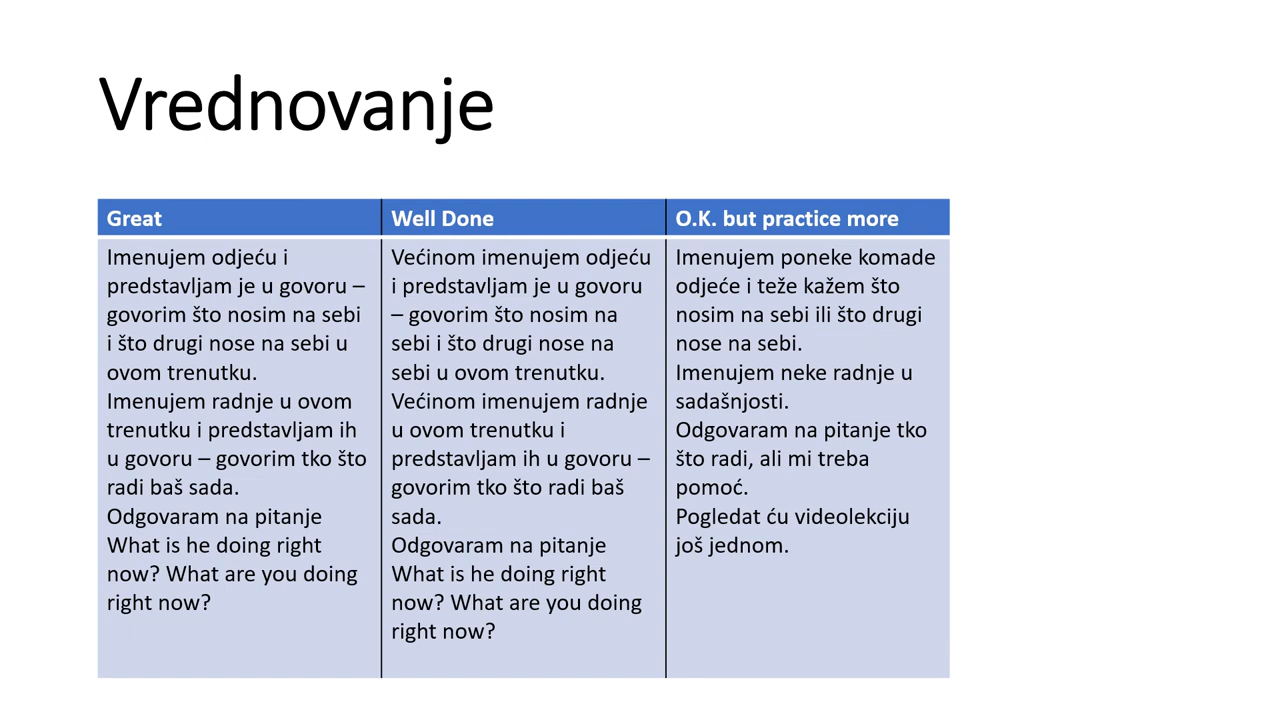 Vrednovanje
Great
Well Done
O.K. but practice more
Imenujem odjeću i
predstavljam je u govoru –
govorim što nosim na sebi
i što drugi nose na sebi u
ovom trenutku.
Imenujem radnje u ovom
trenutku i predstavljam ih
u govoru – govorim tko što
radi baš sada.
Odgovaram na pitanje
What is he doing right
now? What are you doing
right now?
Većinom imenujem odjeću
i predstavljam je u govoru
– govorim što nosim na
sebi i što drugi nose na
sebi u ovom trenutku.
Većinom imenujem radnje
u ovom trenutku i
predstavljam ih u govoru –
govorim tko što radi baš
sada.
Odgovaram na pitanje
What is he doing right
now? What are you doing
right now?
Imenujem poneke komade
odjeće i teže kažem što
nosim na sebi ili što drugi
nose na sebi.
Imenujem neke radnje u
sadašnjosti.
Odgovaram na pitanje tko
što radi, ali mi treba
pomoć.
Pogledat ću videolekciju
još jednom.